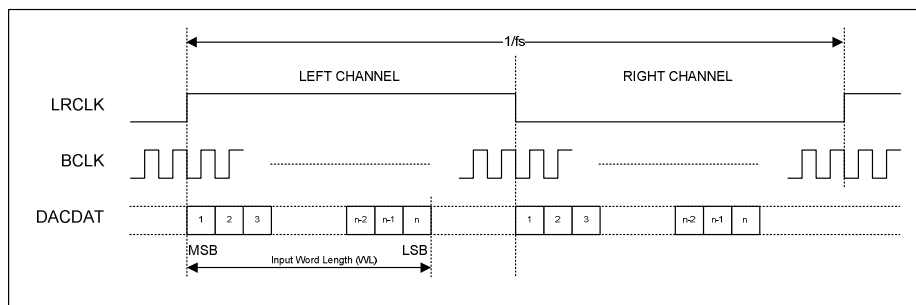 1/fs
LEFT CHANNEL RIGHT CHANNEL
LRCLK
BCLK
DACDAT 1 2 3 n-2 n-1 n 1 2 3 n-2 n-1 n
MSB LSB
Input Word Length (WL)